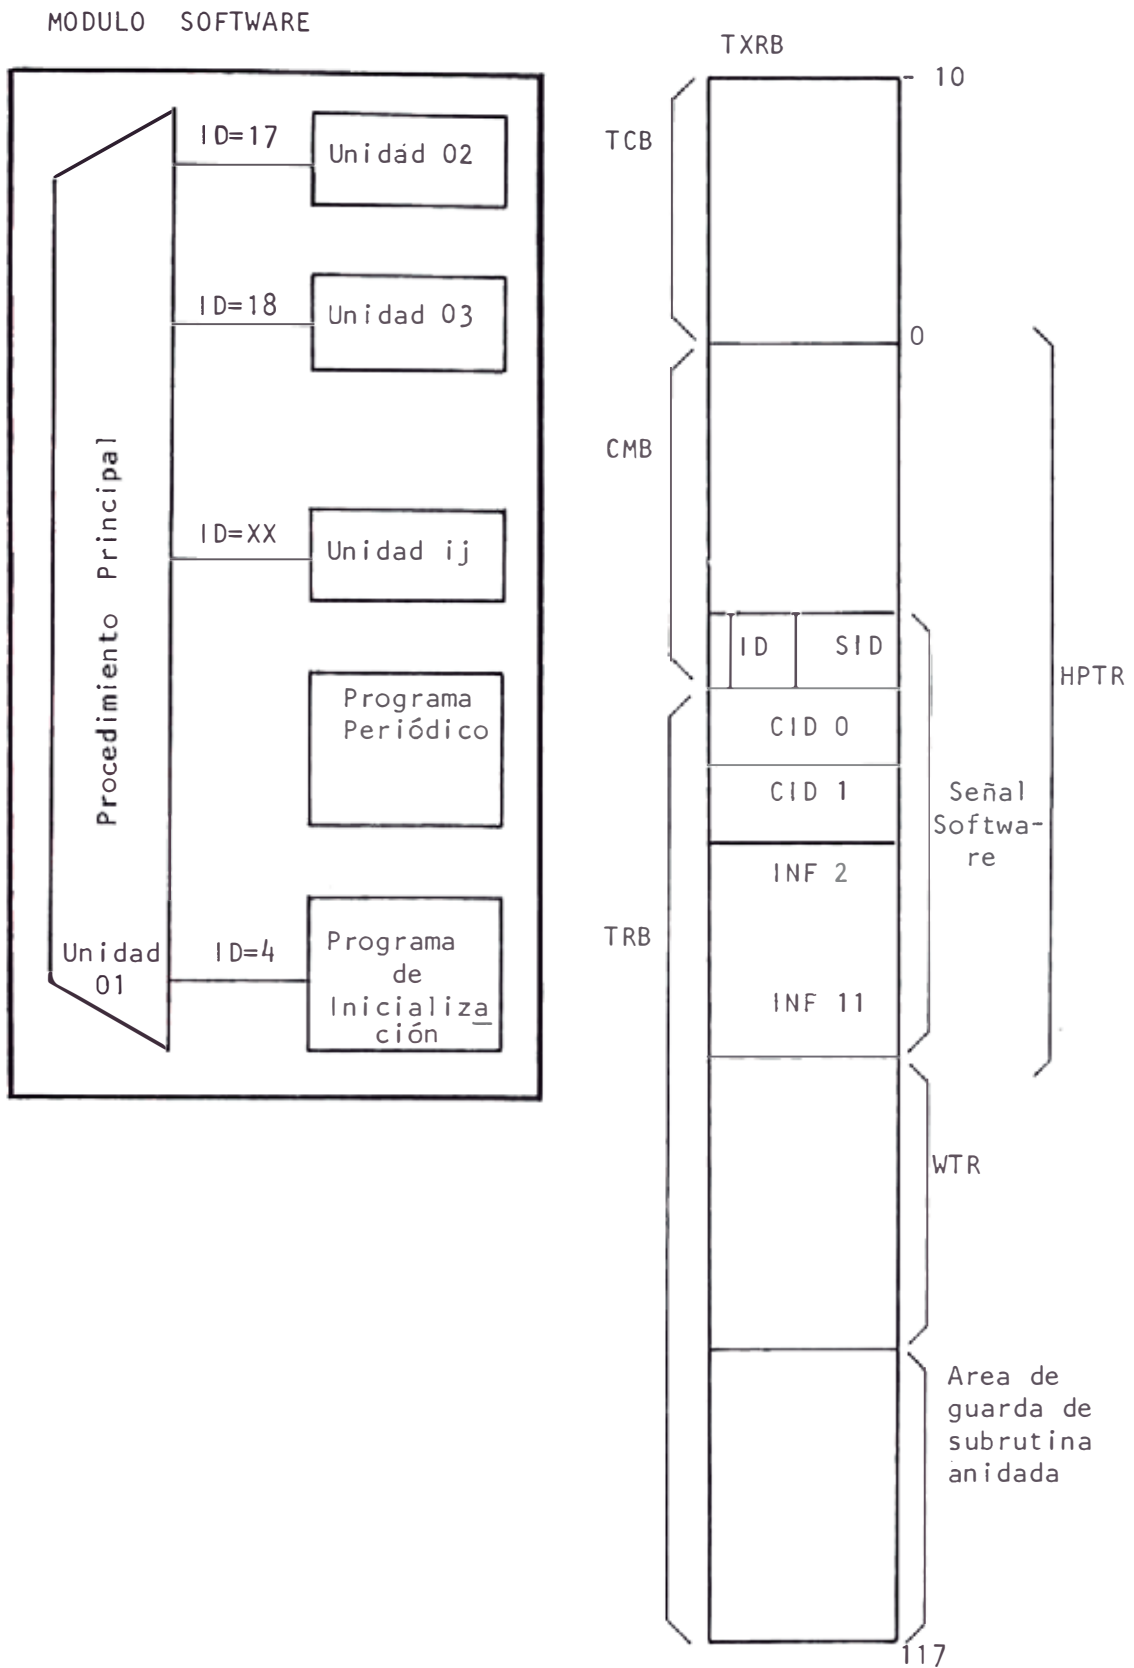 MODULO SOFTWARE
ID=17
Unidad 02
ID=18
Unidad 03
ID=XX
Unidad ij
Procedimiento Principal
Programa
Periódico
Unidad
01
ID=4
Programa
de
Inicializa
ción
TXRB
- 10
TCB
0
CMB
ID
SID
HPTR
CID 0
CID 1
Señal
Softwa-
re
INF 2
TRB
INF 11
WTR
Area de
guarda de
subrutina
anidada
117